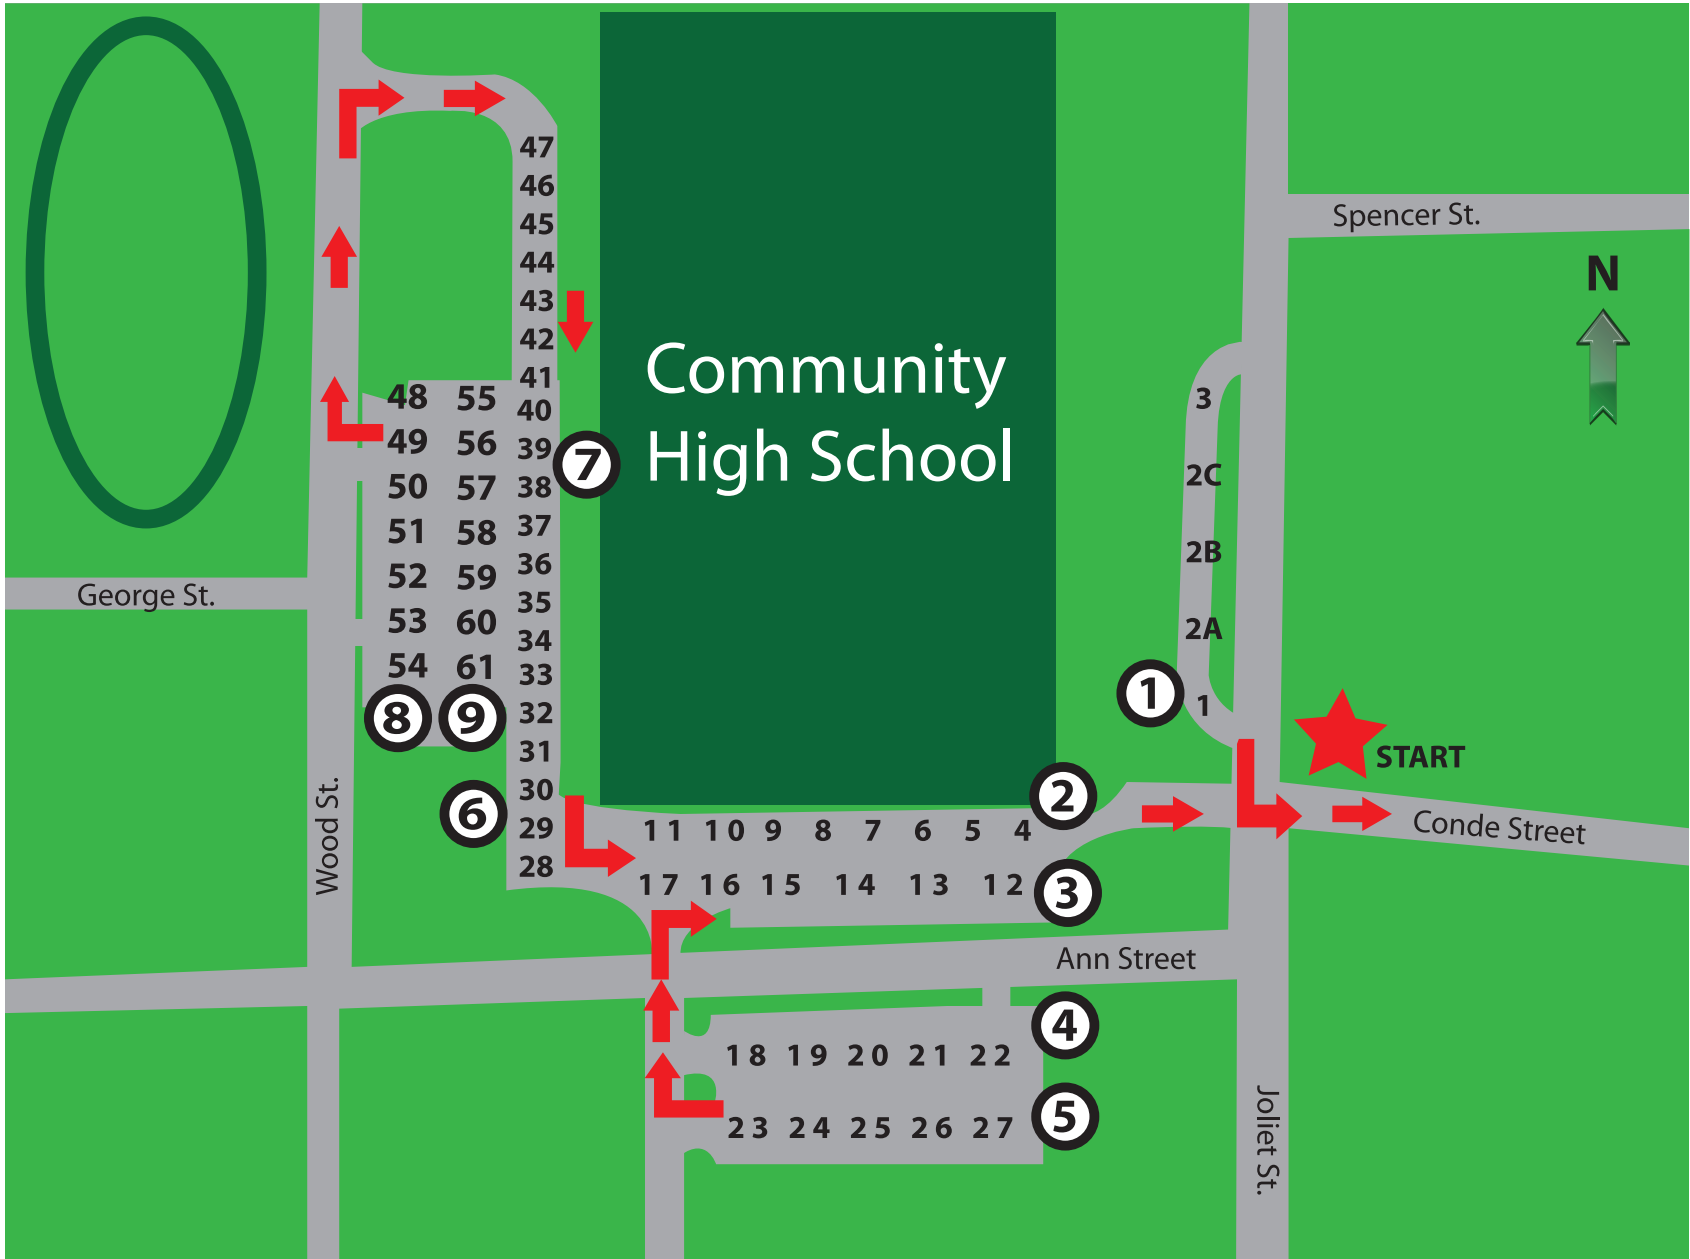 47
46
45
44
43
42
41
40
39
38
37
36
35
34
33
32
31
30
29
28
48 55
49 56
50 57
51 58
52 59
53 60
54 61
8 9
7
6
Community
High School
Spencer St.
N
3
2C
2B
2A
1
1
START
George St.
Wood St.
2
11 10 9 8 7 6 5 4
17 16 15 14 13 12
3
Conde Street
Ann Street
4
18 19 20 21 22
23 24 25 26 27
5
Joliet St.